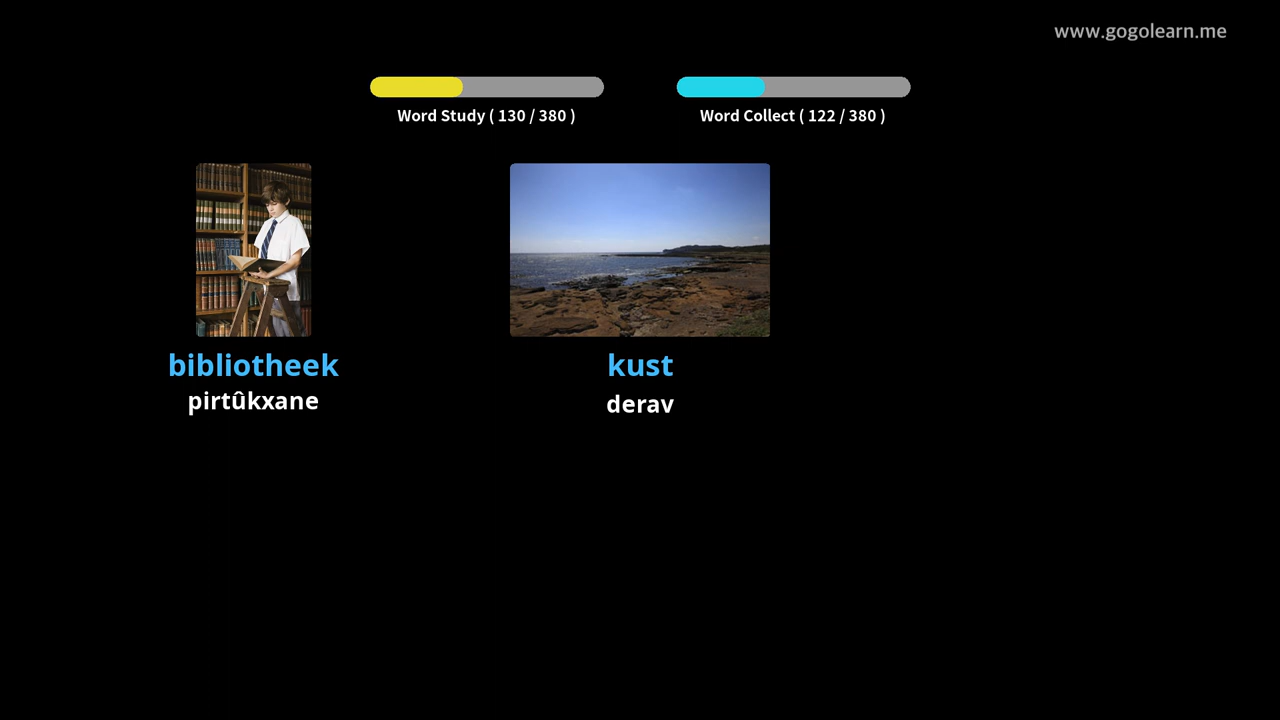 www.gogolearn.me
Word Study ( 130 / 380 )
Word Collect ( 122 / 380 )
bibliotheek
pirtûkxane
kust
derav